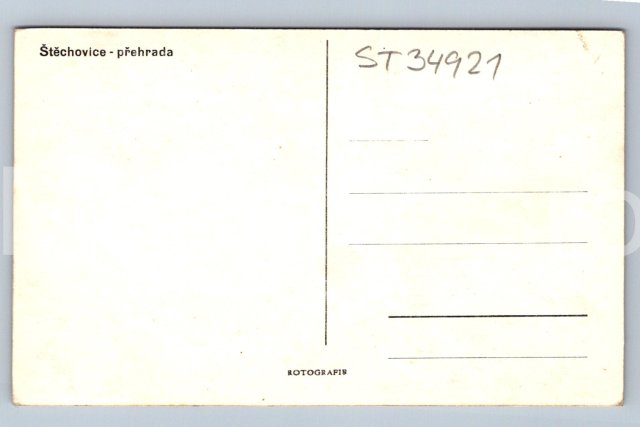 Štěchovice - přehrada
ST34921
ROTOGRAFIE